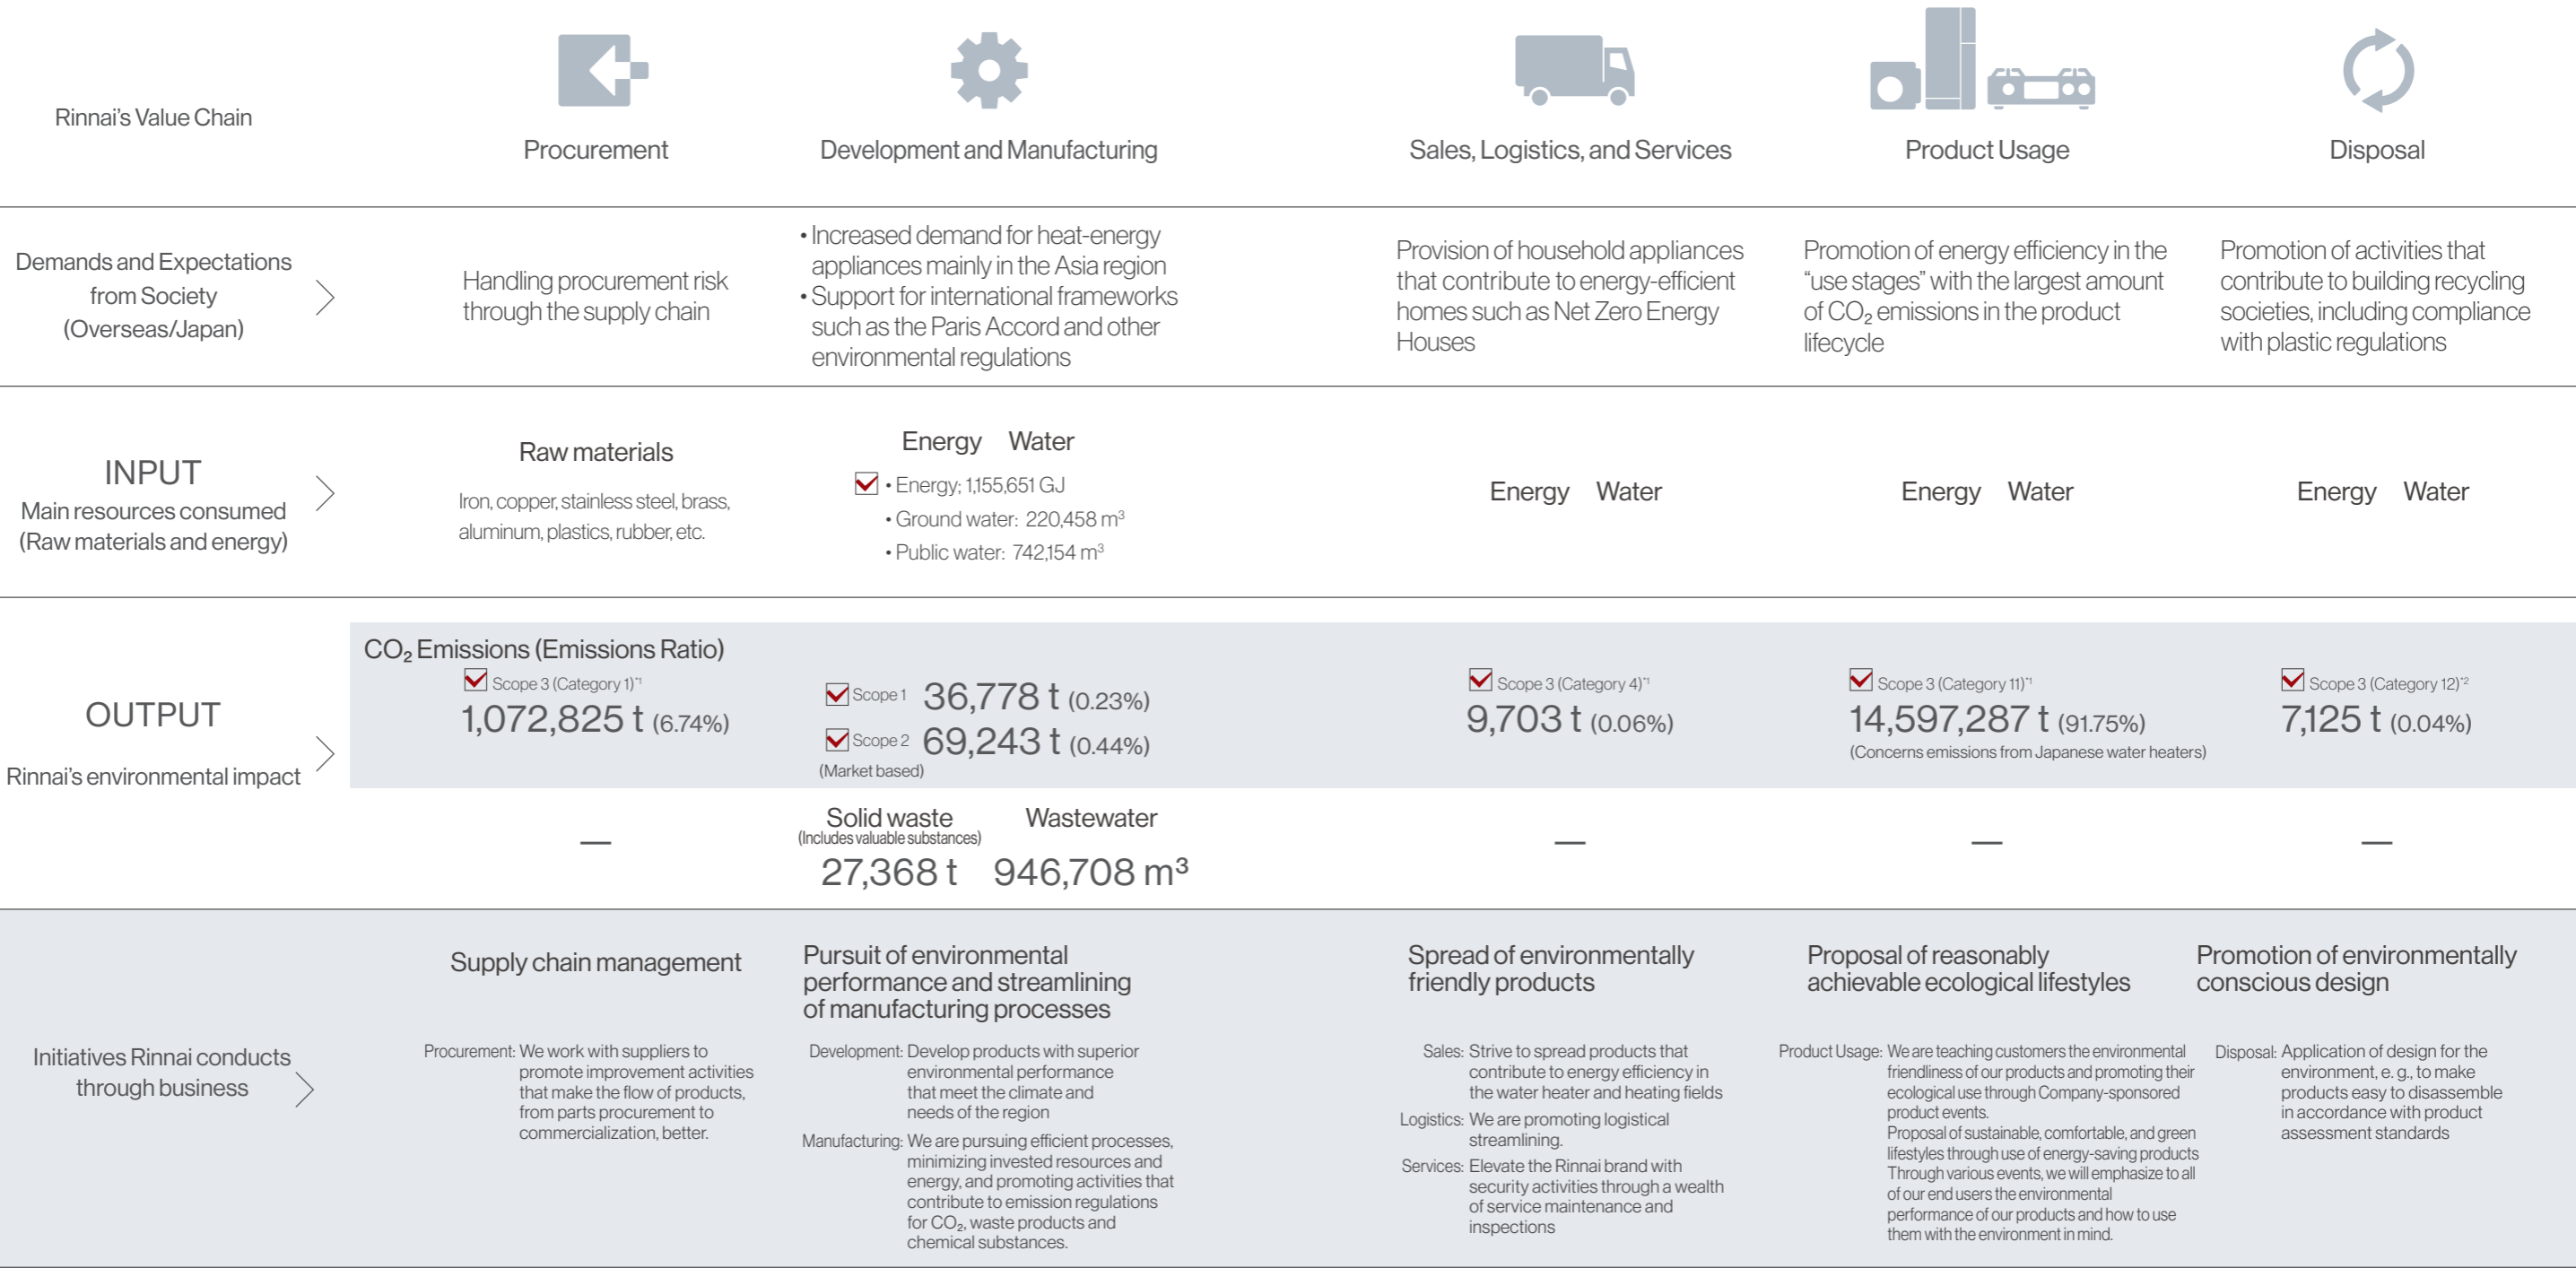 Rinnai's Value Chain
Procurement
Development and Manufacturing
Sales, Logistics, and Services
Product Usage
Disposal
Demands and Expectations
from Society
(Overseas/Japan)
Handling procurement risk
through the supply chain
• Increased demand for heat-energy
appliances mainly in the Asia region
• Support for international frameworks
such as the Paris Accord and other
environmental regulations
Provision of household appliances
that contribute to energy-efficient
homes such as Net Zero Energy
Houses
Promotion of energy efficiency in the
“use stages” with the largest amount
of CO₂ emissions in the product
lifecycle
Promotion of activities that
contribute to building recycling
societies, including compliance
with plastic regulations
INPUT
Main resources consumed
(Raw materials and energy)
Raw materials
Iron, copper, stainless steel, brass,
aluminum, plastics, rubber, etc.
Energy Water
• Energy; 1,155,651 GJ
• Ground water: 220,458 m³
• Public water: 742,154 m³
Energy Water
Energy Water
Energy Water
OUTPUT
Rinnai's environmental impact
CO₂ Emissions (Emissions Ratio)
Scope 3 (Category 1)*1
1,072,825 t (6.74%)
Scope 1 36,778 t (0.23%)
Scope 2 69,243 t (0.44%)
(Market based)
Scope 3 (Category 4)*1
9,703 t (0.06%)
Scope 3 (Category 11)*1
14,597,287 t (91.75%)
(Concerns emissions from Japanese water heaters)
Scope 3 (Category 12)*2
7,125 t (0.04%)
—
Solid waste
(Includes valuable substances)
27,368 t
Wastewater
946,708 m³
—
—
—
Initiatives Rinnai conducts
through business
Supply chain management
Procurement: We work with suppliers to
promote improvement activities
that make the flow of products,
from parts procurement to
commercialization, better.
Pursuit of environmental
performance and streamlining
of manufacturing processes
Development: Develop products with superior
environmental performance
that meet the climate and
needs of the region
Manufacturing: We are pursuing efficient processes,
minimizing invested resources and
energy, and promoting activities that
contribute to emission regulations
for CO₂, waste products and
chemical substances.
Spread of environmentally
friendly products
Sales: Strive to spread products that
contribute to energy efficiency in
the water heater and heating fields
Logistics: We are promoting logistical
streamlining.
Services: Elevate the Rinnai brand with
security activities through a wealth
of service maintenance and
inspections
Proposal of reasonably
achievable ecological lifestyles
Product Usage: We are teaching customers the environmental
friendliness of our products and promoting their
ecological use through Company-sponsored
product events.
Proposal of sustainable, comfortable, and green
lifestyles through use of energy-saving products
Through various events, we will emphasize to all
of our end users the environmental
performance of our products and how to use
them with the environment in mind.
Promotion of environmentally
conscious design
Disposal: Application of design for the
environment, e. g., to make
products easy to disassemble
in accordance with product
assessment standards